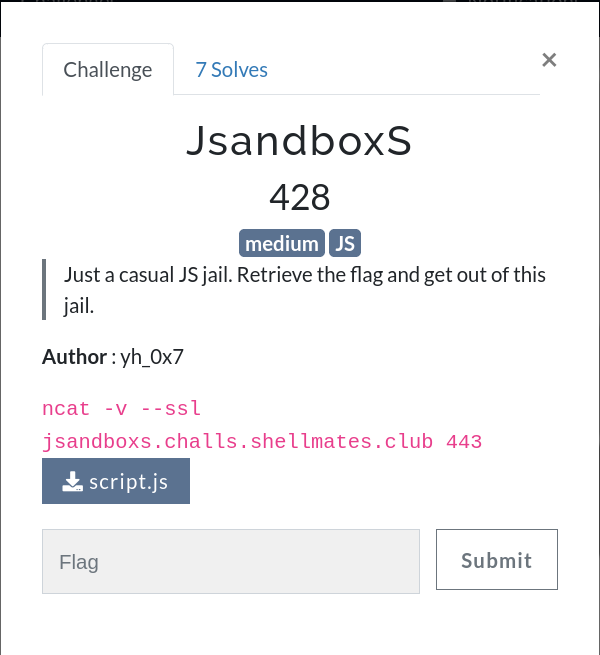 Challenge
7 Solves
×
JsandboxS
428
medium JS
Just a casual JS jail. Retrieve the flag and get out of this
jail.
Author : yh_0x7
ncat -v --ssl
jsandboxs.challs.shellmates.club 443
script.js
Flag
Submit